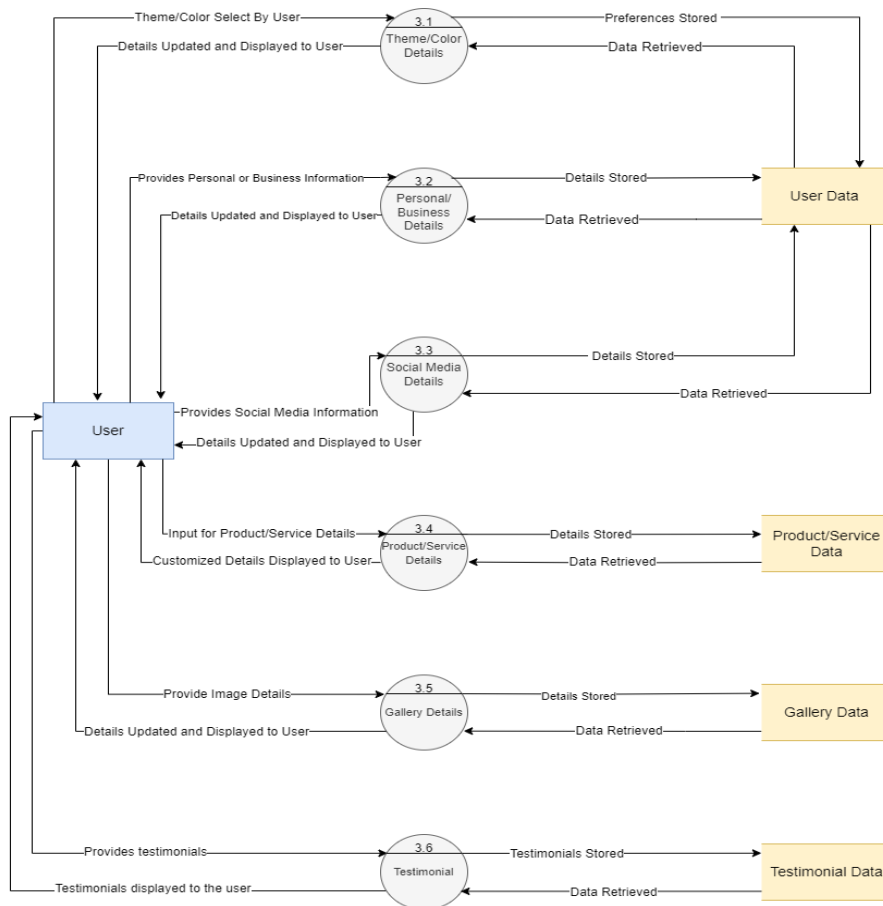 Theme/Color Select By User
3.1
Preferences Stored
Theme/Color
Details
Details Updated and Displayed to User
Data Retrieved
Provides Personal or Business Information
3.2
Details Stored
Personal/
Business
Details
User Data
Details Updated and Displayed to User
Data Retrieved
3.3
Details Stored
Social Media
Details
Data Retrieved
Provides Social Media Information
User
Details Updated and Displayed to User
Input for Product/Service Details
3.4
Details Stored
Product/Service
Details
Product/Service
Data
Customized Details Displayed to User
Data Retrieved
Provide Image Details
3.5
Details Stored
Gallery Details
Gallery Data
Details Updated and Displayed to User
Data Retrieved
Provides testimonials
3.6
Testimonials Stored
Testimonial
Testimonial Data
Testimonials displayed to the user
Data Retrieved